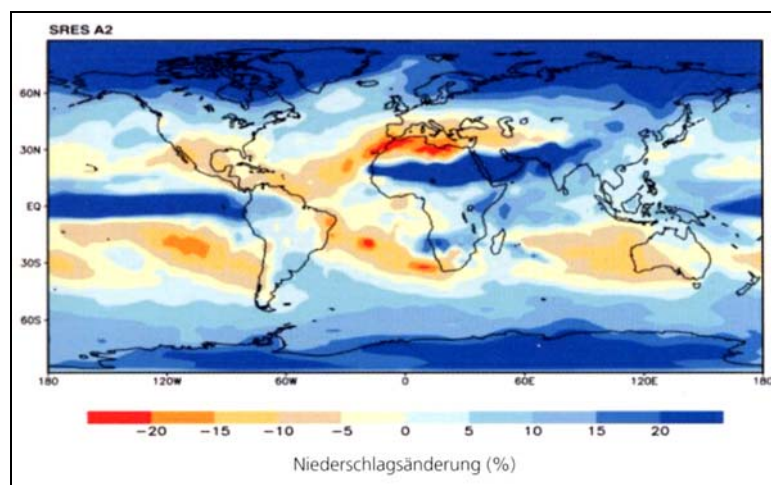 SRES A2
60N
30N
EQ
30S
60S
180 120W 60W 0 60E 120E 180
−20 −15 −10 −5 0 5 10 15 20
Niederschlagsänderung (%)